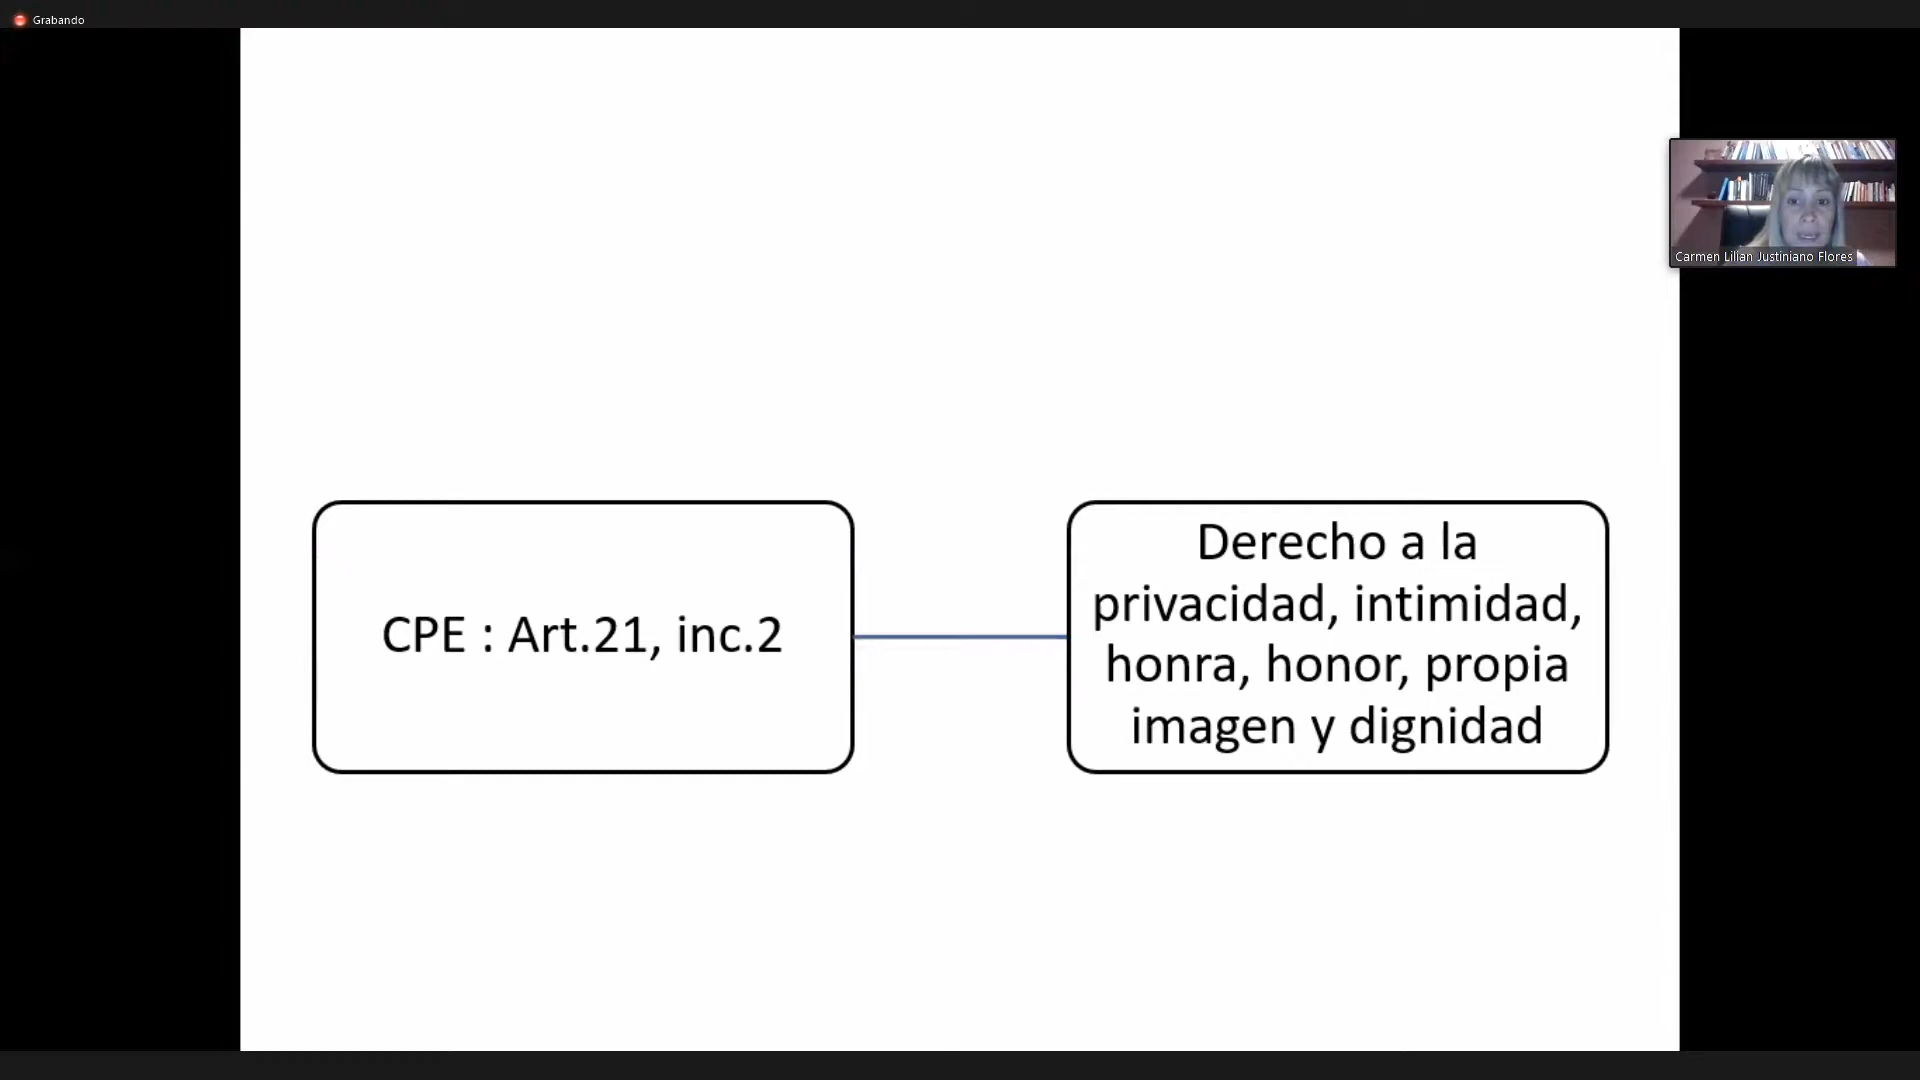 Grabando
Carmen Lilian Justiniano Flores
CPE : Art.21, inc.2
Derecho a la
privacidad, intimidad,
honra, honor, propia
imagen y dignidad